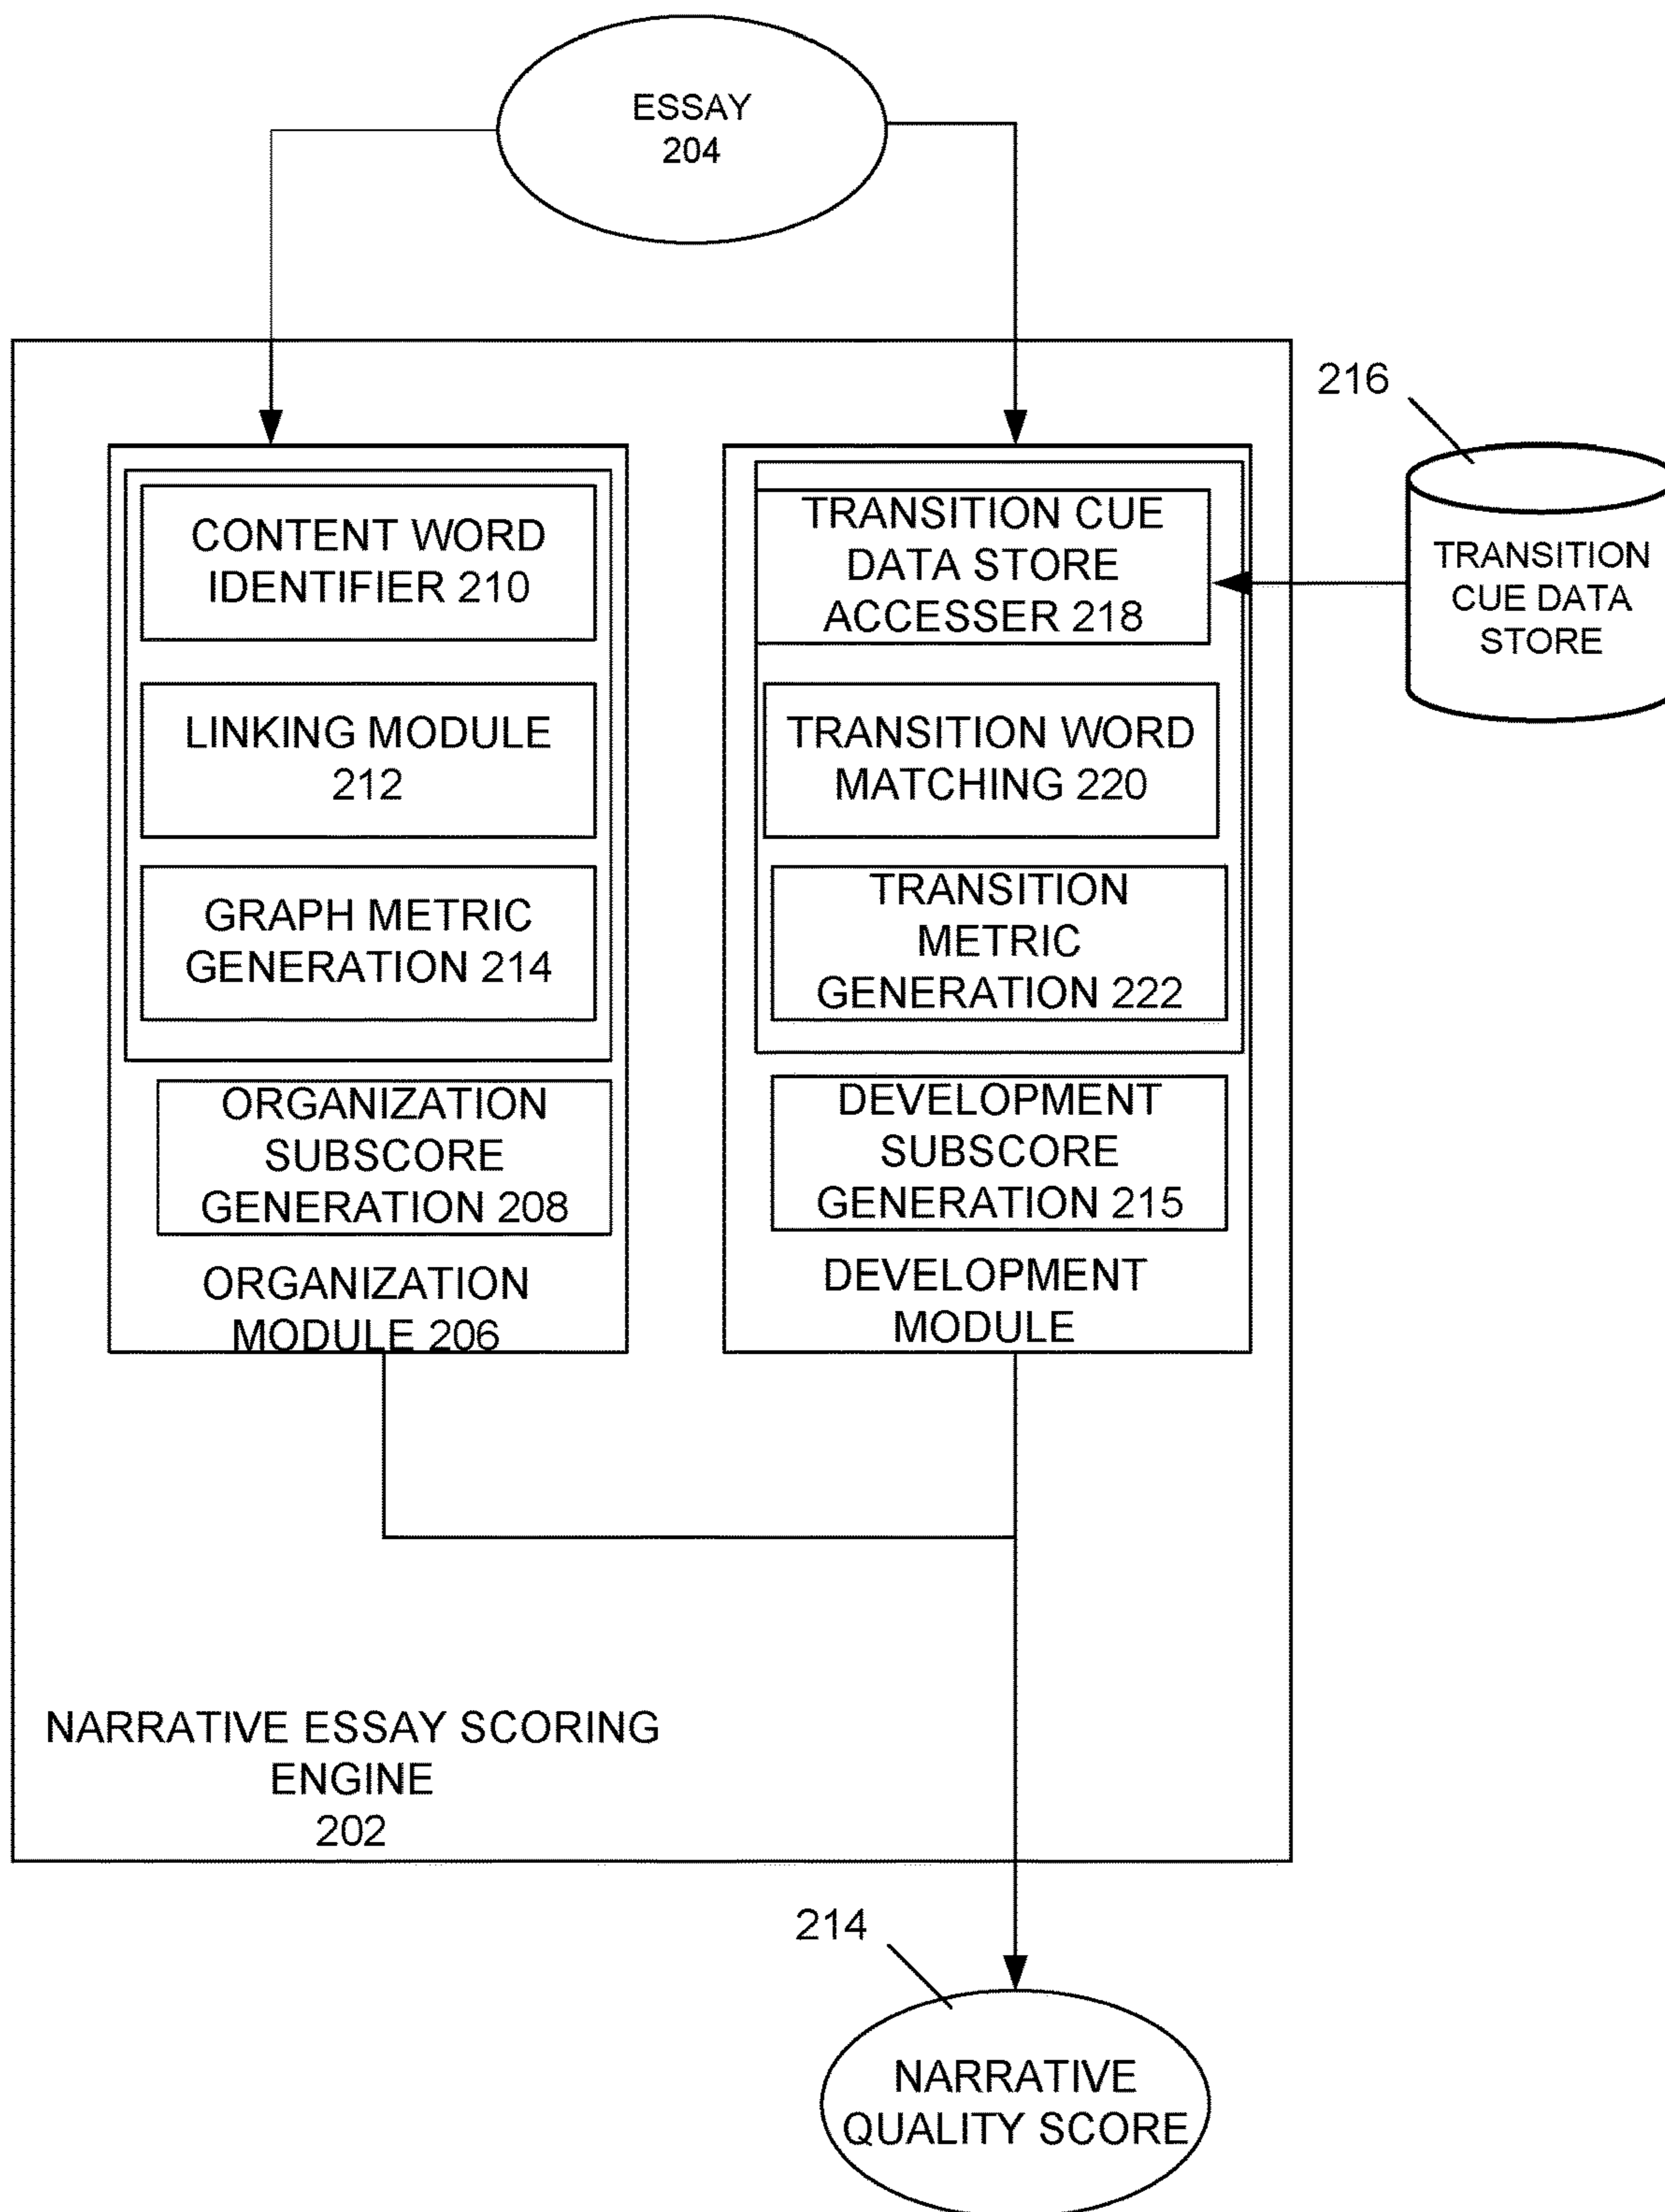 ESSAY
204
216
CONTENT WORD
IDENTIFIER 210
LINKING MODULE
212
GRAPH METRIC
GENERATION 214
ORGANIZATION
SUBSCORE
GENERATION 208
ORGANIZATION
MODULE 206
TRANSITION CUE
DATA STORE
ACCESSER 218
TRANSITION WORD
MATCHING 220
TRANSITION
METRIC
GENERATION 222
DEVELOPMENT
SUBSCORE
GENERATION 215
DEVELOPMENT
MODULE
TRANSITION
CUE DATA
STORE
NARRATIVE ESSAY SCORING
ENGINE
202
214
NARRATIVE
QUALITY SCORE